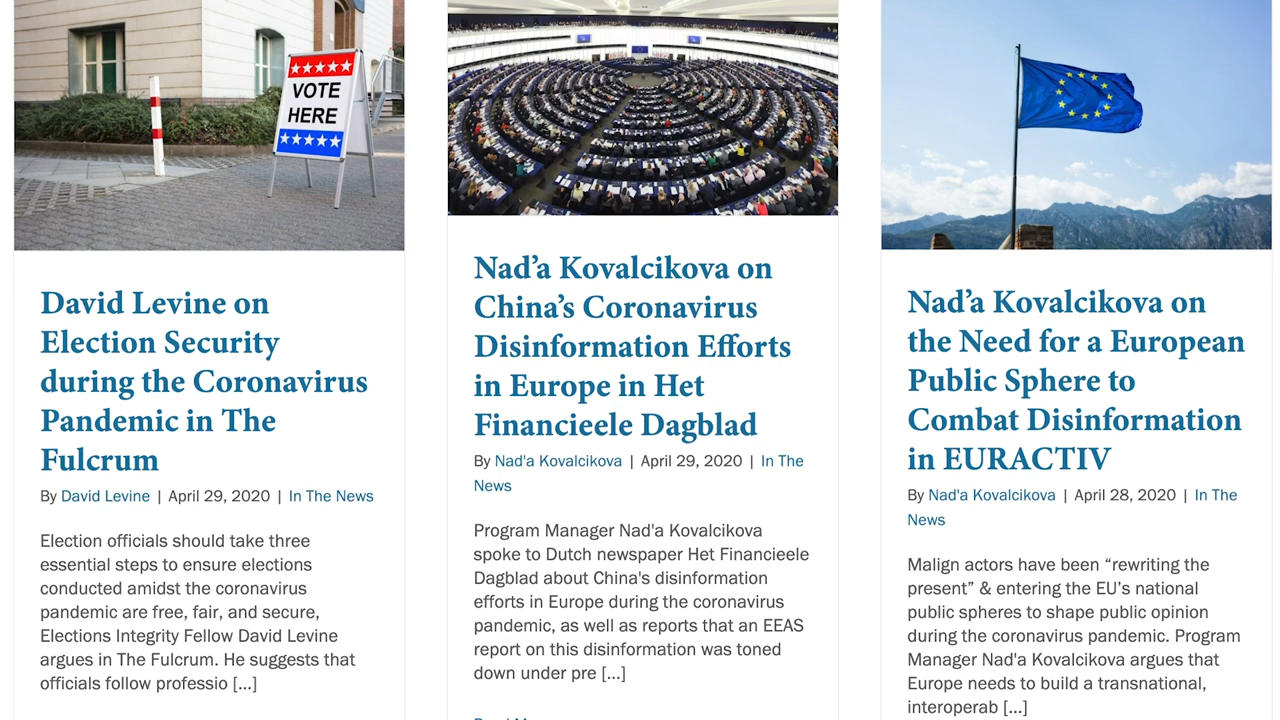 VOTE
HERE
David Levine on
Election Security
during the Coronavirus
Pandemic in The
Fulcrum
By David Levine | April 29, 2020 | In The News
Election officials should take three
essential steps to ensure elections
conducted amidst the coronavirus
pandemic are free, fair, and secure,
Elections Integrity Fellow David Levine
argues in The Fulcrum. He suggests that
officials follow professio [...]
Nad’a Kovalcikova on
China’s Coronavirus
Disinformation Efforts
in Europe in Het
Financieele Dagblad
By Nad'a Kovalcikova | April 29, 2020 | In The
News
Program Manager Nad'a Kovalcikova
spoke to Dutch newspaper Het Financieele
Dagblad about China's disinformation
efforts in Europe during the coronavirus
pandemic, as well as reports that an EEAS
report on this disinformation was toned
down under pre [...]
Nad’a Kovalcikova on
the Need for a European
Public Sphere to
Combat Disinformation
in EURACTIV
By Nad'a Kovalcikova | April 28, 2020 | In The
News
Malign actors have been “rewriting the
present” & entering the EU’s national
public spheres to shape public opinion
during the coronavirus pandemic. Program
Manager Nad'a Kovalcikova argues that
Europe needs to build a transnational,
interoperab [...]